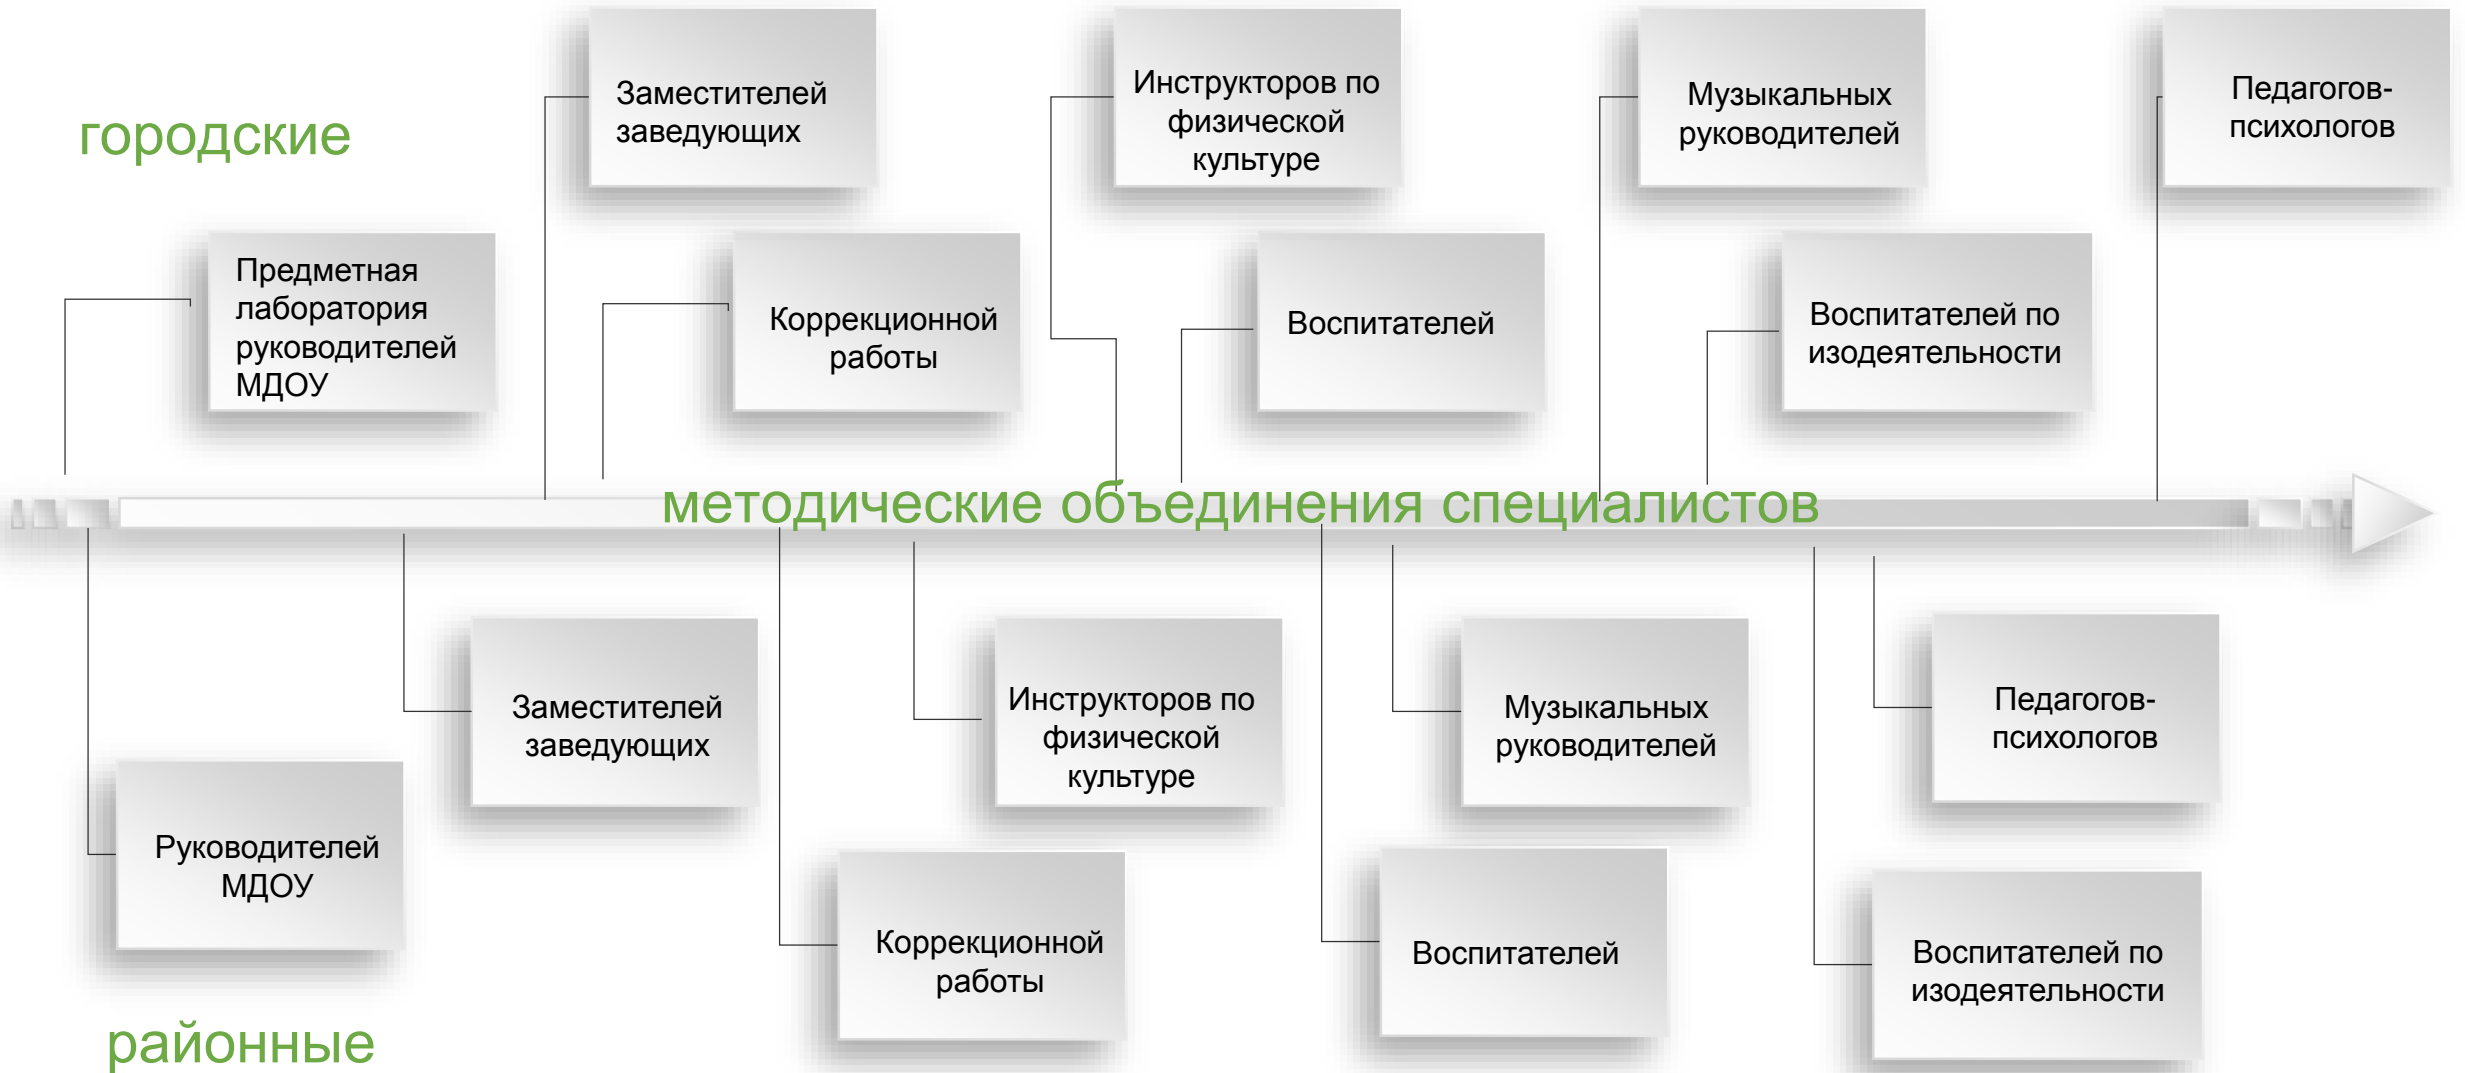 городские
Заместителей
заведующих
Инструкторов по
физической
культуре
Музыкальных
руководителей
Педагогов-
психологов
Предметная
лаборатория
руководителей
МДОУ
Коррекционной
работы
Воспитателей
Воспитателей по
изодеятельности
методические объединения специалистов
Заместителей
заведующих
Инструкторов по
физической
культуре
Музыкальных
руководителей
Педагогов-
психологов
Руководителей
МДОУ
Коррекционной
работы
Воспитателей
Воспитателей по
изодеятельности
районные